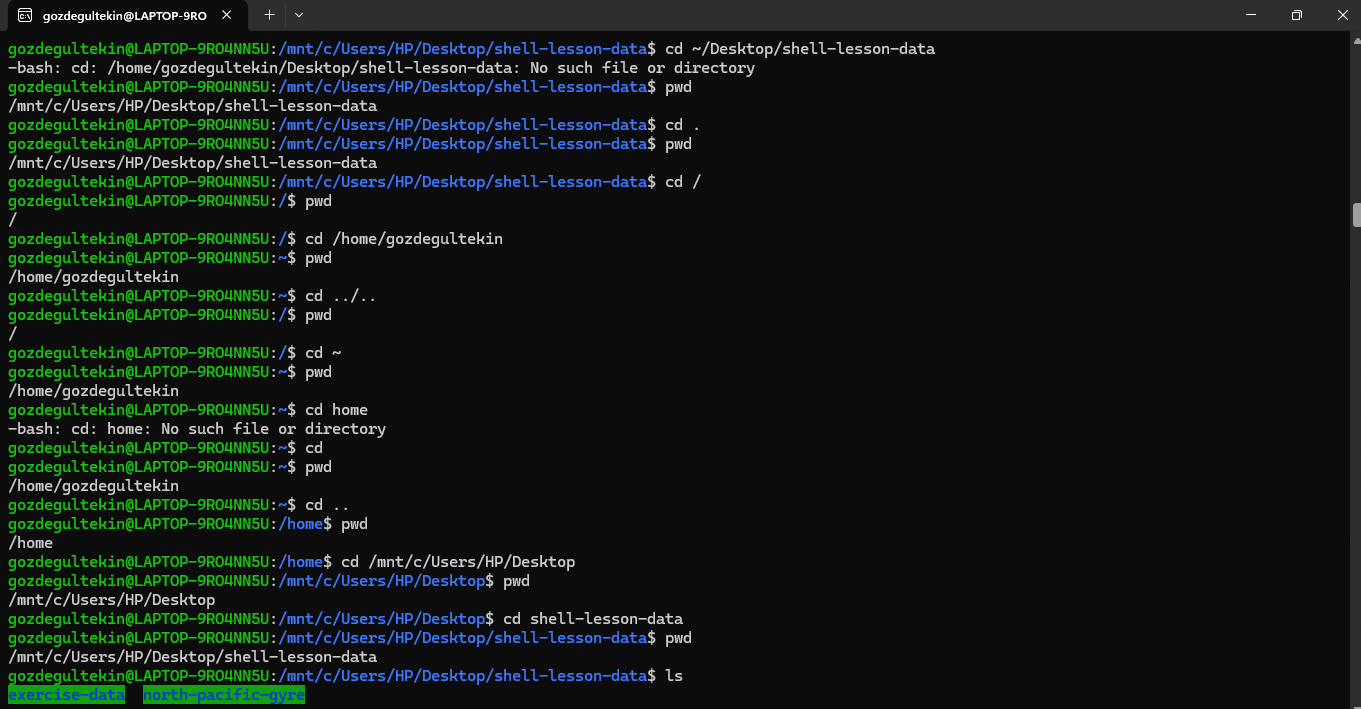 gozdegultekin@LAPTOP-9RO
gozdegultekin@LAPTOP-9RO4NN5U:/mnt/c/Users/HP/Desktop/shell-lesson-data$ cd ~/Desktop/shell-lesson-data
-bash: cd: /home/gozdegultekin/Desktop/shell-lesson-data: No such file or directory
gozdegultekin@LAPTOP-9RO4NN5U:/mnt/c/Users/HP/Desktop/shell-lesson-data$ pwd
/mnt/c/Users/HP/Desktop/shell-lesson-data
gozdegultekin@LAPTOP-9RO4NN5U:/mnt/c/Users/HP/Desktop/shell-lesson-data$ cd .
gozdegultekin@LAPTOP-9RO4NN5U:/mnt/c/Users/HP/Desktop/shell-lesson-data$ pwd
/mnt/c/Users/HP/Desktop/shell-lesson-data
gozdegultekin@LAPTOP-9RO4NN5U:/mnt/c/Users/HP/Desktop/shell-lesson-data$ cd /
gozdegultekin@LAPTOP-9RO4NN5U:/$ pwd
/
gozdegultekin@LAPTOP-9RO4NN5U:/$ cd /home/gozdegultekin
gozdegultekin@LAPTOP-9RO4NN5U:~$ pwd
/home/gozdegultekin
gozdegultekin@LAPTOP-9RO4NN5U:~$ cd ../..
gozdegultekin@LAPTOP-9RO4NN5U:/$ pwd
/
gozdegultekin@LAPTOP-9RO4NN5U:/$ cd ~
gozdegultekin@LAPTOP-9RO4NN5U:~$ pwd
/home/gozdegultekin
gozdegultekin@LAPTOP-9RO4NN5U:~$ cd home
-bash: cd: home: No such file or directory
gozdegultekin@LAPTOP-9RO4NN5U:~$ cd
gozdegultekin@LAPTOP-9RO4NN5U:~$ pwd
/home/gozdegultekin
gozdegultekin@LAPTOP-9RO4NN5U:~$ cd ..
gozdegultekin@LAPTOP-9RO4NN5U:/home$ pwd
/home
gozdegultekin@LAPTOP-9RO4NN5U:/home$ cd /mnt/c/Users/HP/Desktop
gozdegultekin@LAPTOP-9RO4NN5U:/mnt/c/Users/HP/Desktop$ pwd
/mnt/c/Users/HP/Desktop
gozdegultekin@LAPTOP-9RO4NN5U:/mnt/c/Users/HP/Desktop$ cd shell-lesson-data
gozdegultekin@LAPTOP-9RO4NN5U:/mnt/c/Users/HP/Desktop/shell-lesson-data$ pwd
/mnt/c/Users/HP/Desktop/shell-lesson-data
gozdegultekin@LAPTOP-9RO4NN5U:/mnt/c/Users/HP/Desktop/shell-lesson-data$ ls
exercise-data  north-pacific-gyre